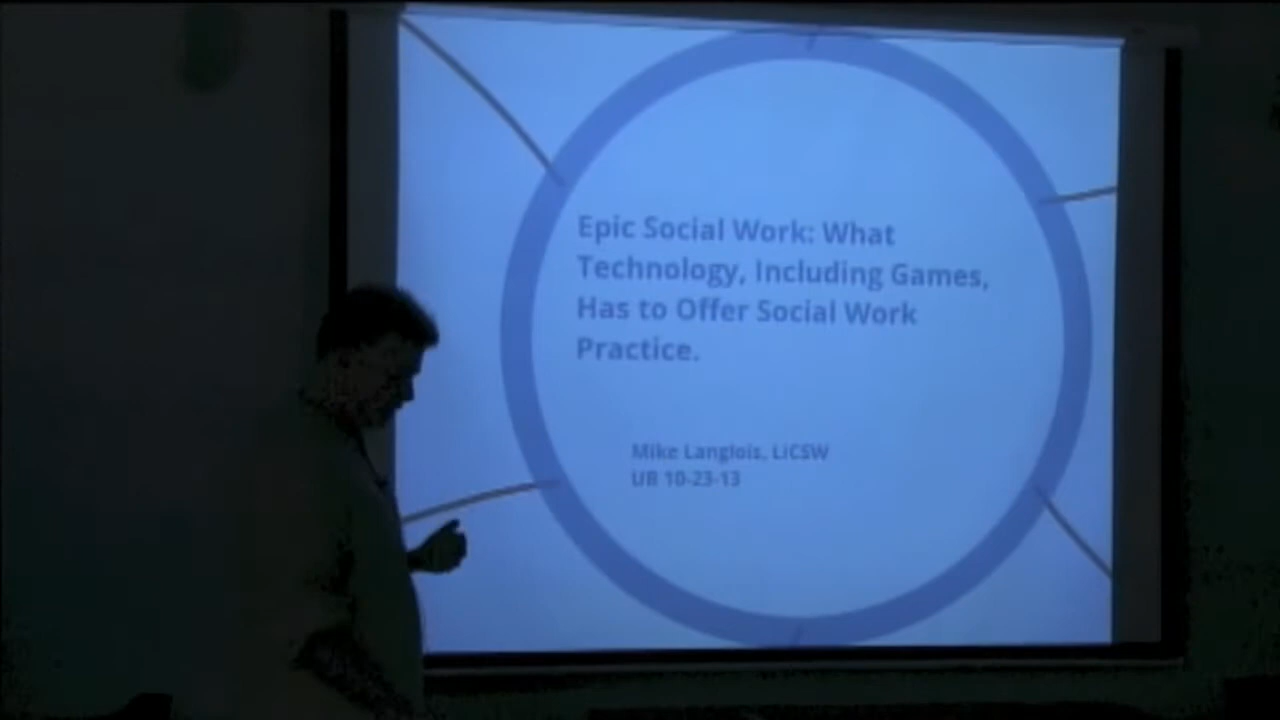 Epic Social Work: What
Technology, Including Games,
Has to Offer Social Work
Practice.
Mike Langlois, LICSW
UB 10-23-13